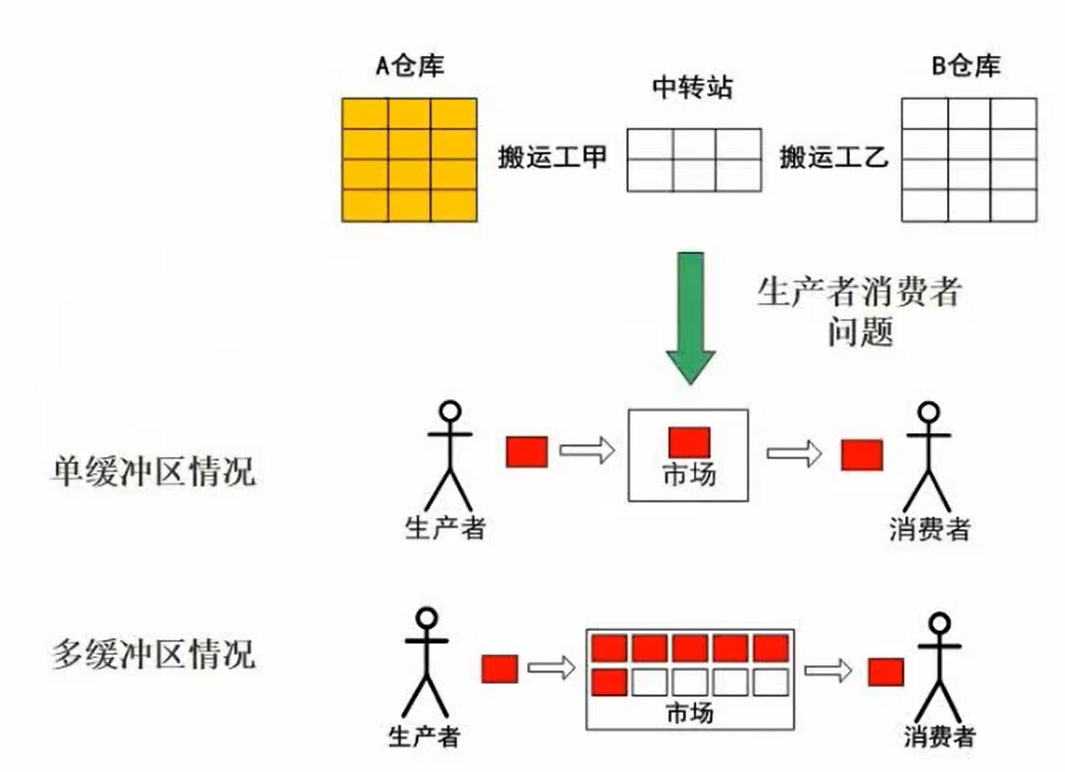 A仓库
中转站
B仓库
搬运工甲
搬运工乙
生产者消费者
问题
单缓冲区情况
市场
生产者
消费者
多缓冲区情况
市场
生产者
消费者